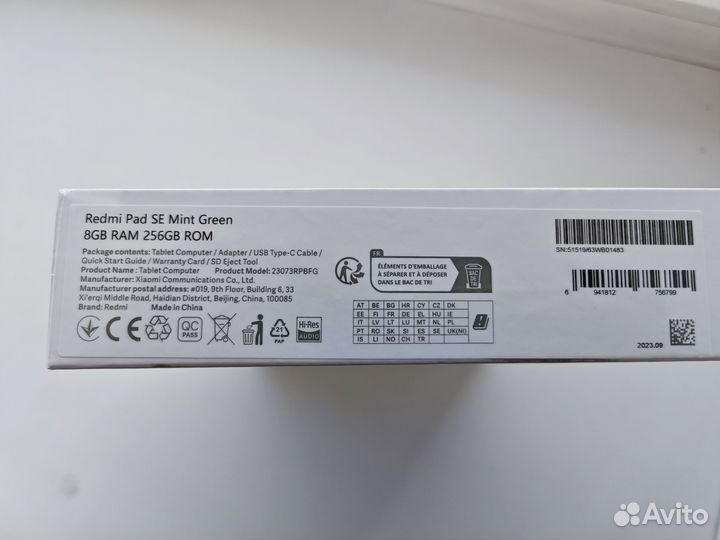 Redmi Pad SE Mint Green
8GB RAM 256GB ROM
Package contents: Tablet Computer / Adapter / USB Type-C Cable /
Quick Start Guide / Warranty Card / SD Eject Tool
Product Name: Tablet Computer Product Model: 23073RPBFG
Manufacturer: Xiaomi Communications Co., Ltd.
Manufacturer postal address: #019, 9th Floor, Building 6, 33
Xi'erqi Middle Road, Haidian District, Beijing, China, 100085
Brand: Redmi Made in China
QC
PASS
21
PAP
Hi-Res
AUDIO
FR
ÉLÉMENTS D'EMBALLAGE
À SÉPARER ET À DÉPOSER
DANS LE BAC DE TRI
BAC
DE
TRI
AT BE BG HR CY CZ DK
EE FI FR DE EL HU IE
IT LV LT LU MT NL PL
PT RO SK SI ES SE UK(NI)
IS LI NO CH TR
SN:51519/63WB01483
6 941812 756799
2023.09
Avito